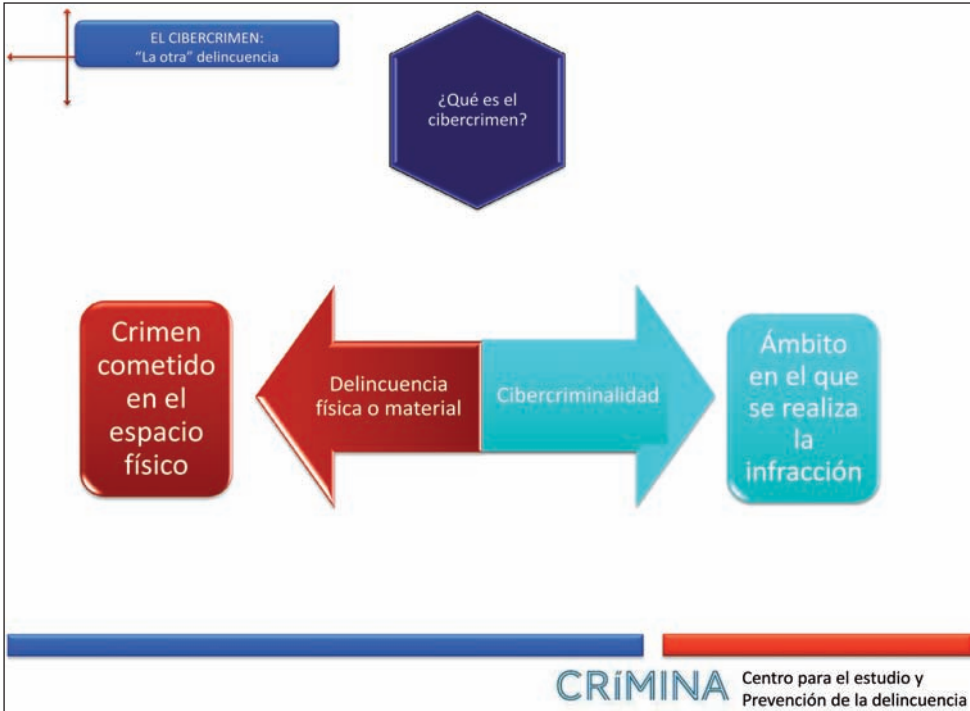 EL CIBERCRIMEN:
“La otra” delincuencia
¿Qué es el
cibercrimen?
Crimen
cometido
en el
espacio
físico
Delincuencia
física o material
Cibercriminalidad
Ámbito
en el que
se realiza
la
infracción
CRíMINA
Centro para el estudio y
Prevención de la delincuencia